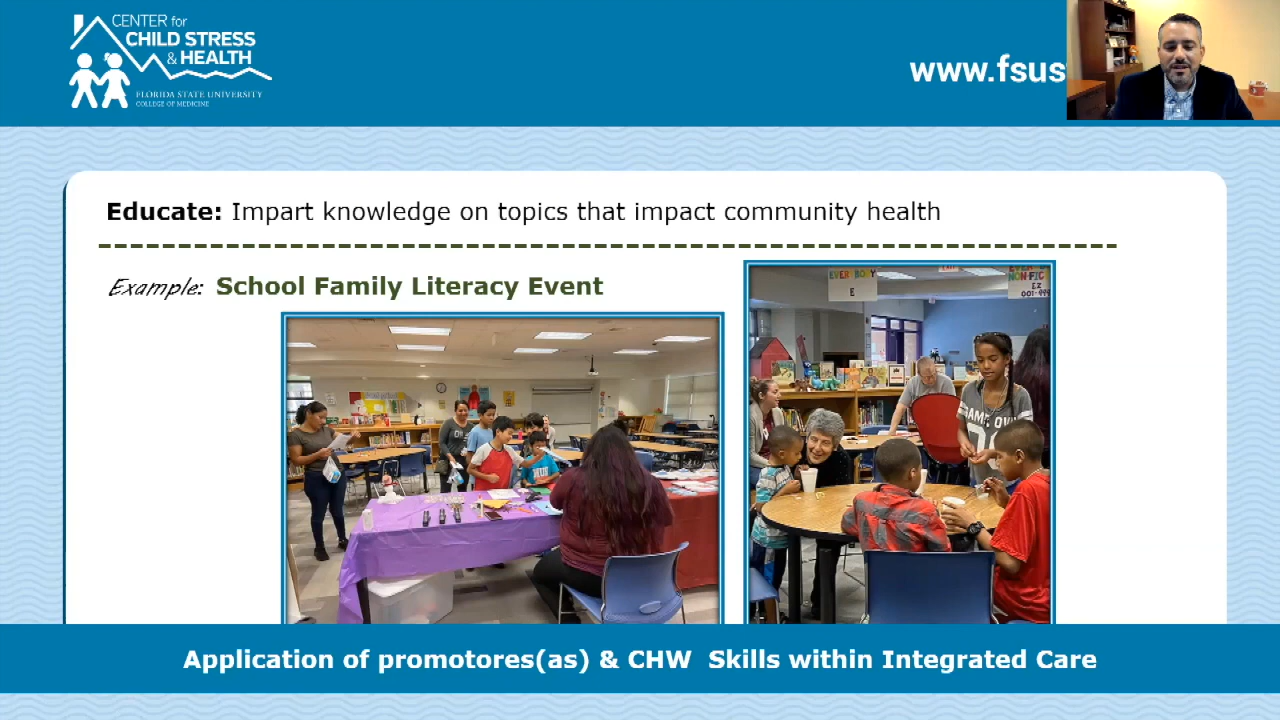 CENTER for
CHILD STRESS
& HEALTH
FLORIDA STATE UNIVERSITY
COLLEGE OF MEDICINE
www.fsus
Educate: Impart knowledge on topics that impact community health
Example: School Family Literacy Event
EVERYBODY
E
NON-FIC
Application of promotores(as) & CHW Skills within Integrated Care